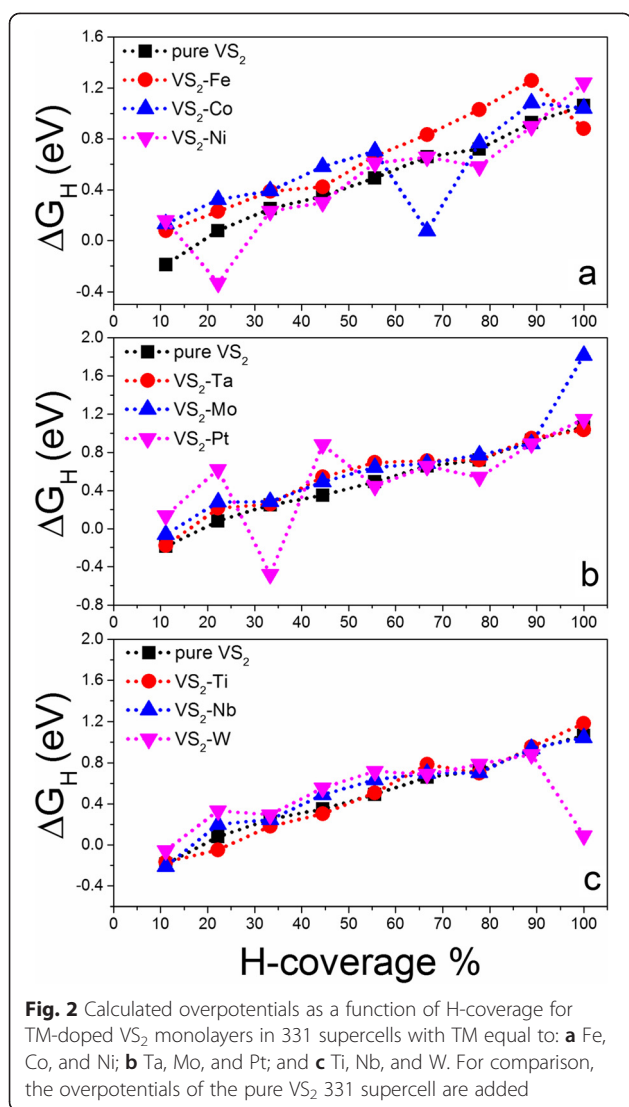 1.6
1.2
0.8
0.4
0.0
-0.4
ΔG_H (eV)
pure VS₂
VS₂-Fe
VS₂-Co
VS₂-Ni
a
0 10 20 30 40 50 60 70 80 90 100
2.0
1.6
1.2
0.8
0.4
0.0
-0.4
-0.8
ΔG_H (eV)
pure VS₂
VS₂-Ta
VS₂-Mo
VS₂-Pt
b
0 10 20 30 40 50 60 70 80 90 100
2.0
1.6
1.2
0.8
0.4
0.0
-0.4
ΔG_H (eV)
pure VS₂
VS₂-Ti
VS₂-Nb
VS₂-W
c
0 10 20 30 40 50 60 70 80 90 100
H-coverage %
Fig. 2 Calculated overpotentials as a function of H-coverage for
TM-doped VS₂ monolayers in 331 supercells with TM equal to: a Fe,
Co, and Ni; b Ta, Mo, and Pt; and c Ti, Nb, and W. For comparison,
the overpotentials of the pure VS₂ 331 supercell are added